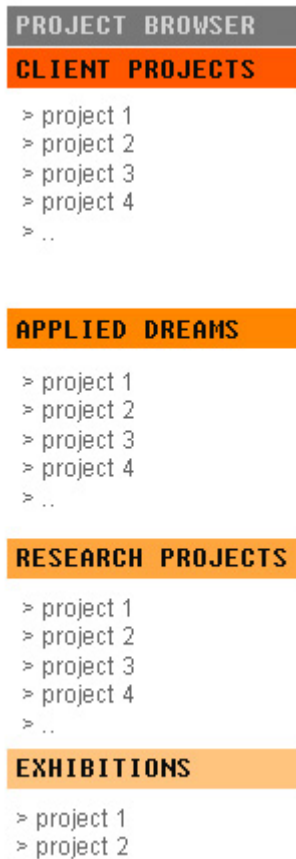 PROJECT BROWSER
CLIENT PROJECTS
> project 1
> project 2
> project 3
> project 4
> ..
APPLIED DREAMS
> project 1
> project 2
> project 3
> project 4
> ..
RESEARCH PROJECTS
> project 1
> project 2
> project 3
> project 4
> ..
EXHIBITIONS
> project 1
> project 2